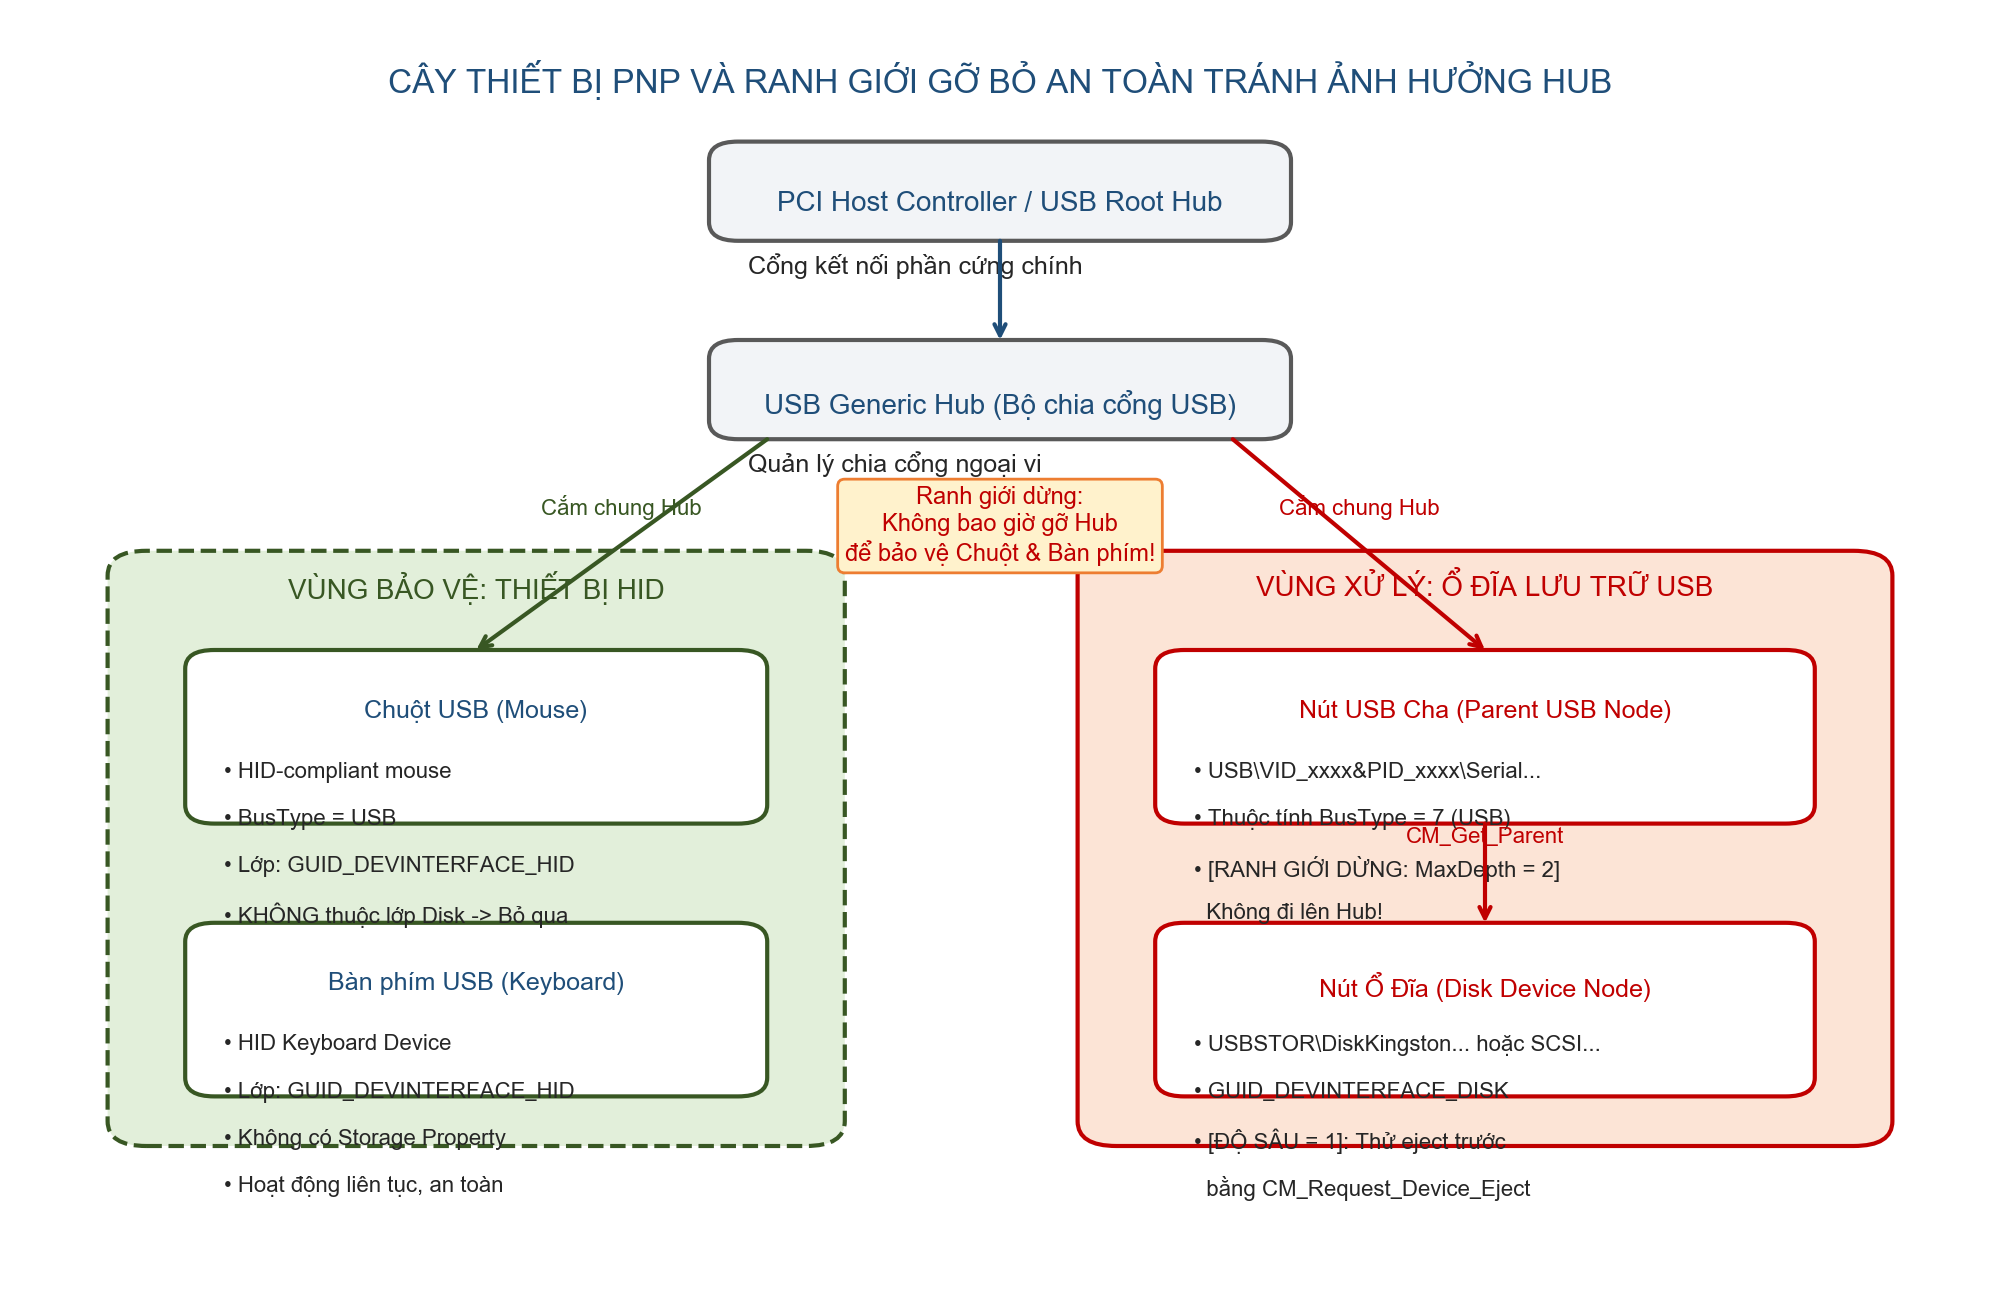 CÂY THIẾT BỊ PNP VÀ RANH GIỚI GỠ BỎ AN TOÀN TRÁNH ẢNH HƯỞNG HUB
PCI Host Controller / USB Root Hub
Cổng kết nối phần cứng chính
USB Generic Hub (Bộ chia cổng USB)
Quản lý chia cổng ngoại vi
Cắm chung Hub
Ranh giới dừng:
Không bao giờ gỡ Hub
để bảo vệ Chuột & Bàn phím!
Cắm chung Hub
VÙNG BẢO VỆ: THIẾT BỊ HID
Chuột USB (Mouse)
• HID-compliant mouse
• BusType = USB
• Lớp: GUID_DEVINTERFACE_HID
• KHÔNG thuộc lớp Disk -> Bỏ qua
Bàn phím USB (Keyboard)
• HID Keyboard Device
• Lớp: GUID_DEVINTERFACE_HID
• Không có Storage Property
• Hoạt động liên tục, an toàn
VÙNG XỬ LÝ: Ổ ĐĨA LƯU TRỮ USB
Nút USB Cha (Parent USB Node)
• USB\VID_xxxx&PID_xxxx\Serial...
• Thuộc tính BusType = 7 (USB)
CM_Get_Parent
• [RANH GIỚI DỪNG: MaxDepth = 2]
Không đi lên Hub!
Nút Ổ Đĩa (Disk Device Node)
• USBSTOR\DiskKingston... hoặc SCSI...
• GUID_DEVINTERFACE_DISK
• [ĐỘ SÂU = 1]: Thử eject trước
bằng CM_Request_Device_Eject